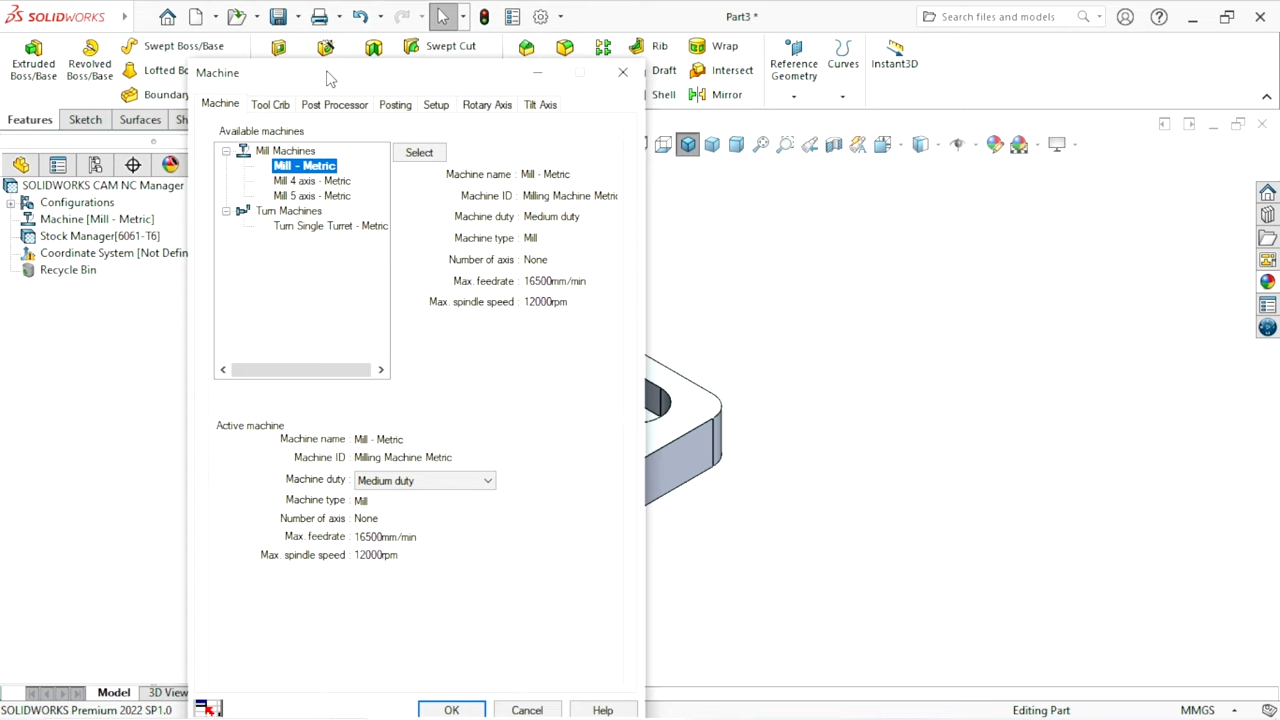 SOLIDWORKS
Part3 *
Search files and models
Extruded Boss/Base
Revolved Boss/Base
Swept Boss/Base
Lofted Bo
Boundary
Swept Cut
Rib
Draft
Shell
Wrap
Intersect
Mirror
Reference Geometry
Curves
Instant3D
Features
Sketch
Surfaces
Sh
SOLIDWORKS CAM NC Manager
Configurations
Machine [Mill - Metric]
Stock Manager[6061-T6]
Coordinate System [Not Defin
Recycle Bin
Machine
Machine
Tool Crib
Post Processor
Posting
Setup
Rotary Axis
Tilt Axis
Available machines
Mill Machines
Mill - Metric
Mill 4 axis - Metric
Mill 5 axis - Metric
Turn Machines
Turn Single Turret - Metric
Select
Machine name : Mill - Metric
Machine ID : Milling Machine Metric
Machine duty : Medium duty
Machine type : Mill
Number of axis : None
Max. feedrate : 16500mm/min
Max. spindle speed : 12000rpm
Active machine
Machine name : Mill - Metric
Machine ID : Milling Machine Metric
Machine duty : Medium duty
Machine type : Mill
Number of axis : None
Max. feedrate : 16500mm/min
Max. spindle speed : 12000rpm
OK
Cancel
Help
Model
3D View
SOLIDWORKS Premium 2022 SP1.0
Editing Part
MMGS